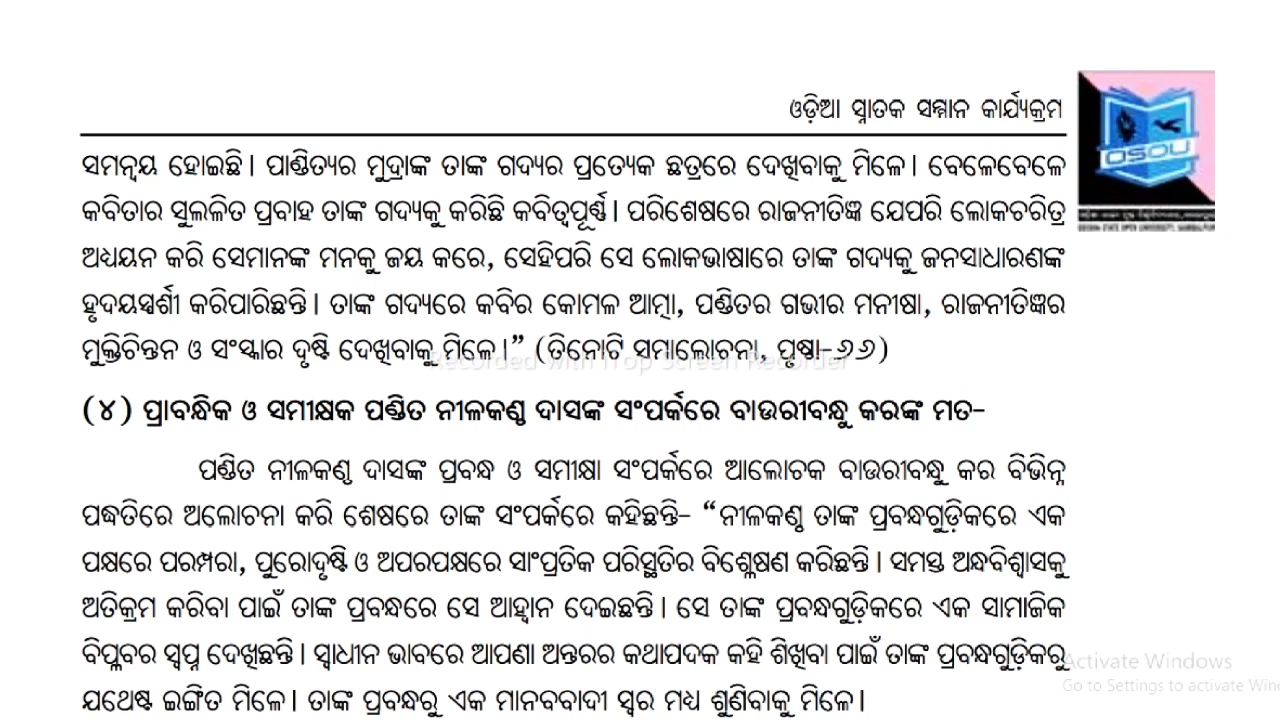 ଓଡ଼ିଆ ସ୍ନାତକ ସମ୍ମାନ କାର୍ଯ୍ୟକ୍ରମ
OSOU
ସମନ୍ୱୟ ହୋଇଛି। ପାଣ୍ଡିତ୍ୟର ମୁଦ୍ରାଙ୍କ ତାଙ୍କ ଗଦ୍ୟର ପ୍ରତ୍ୟେକ ଛତ୍ରରେ ଦେଖିବାକୁ ମିଳେ। ବେଳେବେଳେ
କବିତାର ସୁଲଳିତ ପ୍ରବାହ ତାଙ୍କ ଗଦ୍ୟକୁ କରିଛି କବିତ୍ୱପୂର୍ଣ୍ଣ। ପରିଶେଷରେ ରାଜନୀତିଜ୍ଞ ଯେପରି ଲୋକଚରିତ୍ର
ଅଧ୍ୟୟନ କରି ସେମାନଙ୍କ ମନକୁ ଜୟ କରେ, ସେହିପରି ସେ ଲୋକଭାଷାରେ ତାଙ୍କ ଗଦ୍ୟକୁ ଜନସାଧାରଣଙ୍କ
ହୃଦୟସ୍ପର୍ଶୀ କରିପାରିଛନ୍ତି। ତାଙ୍କ ଗଦ୍ୟରେ କବିର କୋମଳ ଆତ୍ମା, ପଣ୍ଡିତର ଗଭୀର ମନୀଷା, ରାଜନୀତିଜ୍ଞର
ମୁକ୍ତିଚିନ୍ତନ ଓ ସଂସ୍କାର ଦୃଷ୍ଟି ଦେଖିବାକୁ ମିଳେ।” (ତିନୋଟି ସମାଲୋଚନା, ପୃଷ୍ଠା-୬୬)
Recorded with iTop Screen Recorder
(୪) ପ୍ରାବନ୍ଧିକ ଓ ସମୀକ୍ଷକ ପଣ୍ଡିତ ନୀଳକଣ୍ଠ ଦାସଙ୍କ ସଂପର୍କରେ ବାଉରୀବନ୍ଧୁ କରଙ୍କ ମତ-
ପଣ୍ଡିତ ନୀଳକଣ୍ଠ ଦାସଙ୍କ ପ୍ରବନ୍ଧ ଓ ସମୀକ୍ଷା ସଂପର୍କରେ ଆଲୋଚକ ବାଉରୀବନ୍ଧୁ କର ବିଭିନ୍ନ
ପଦ୍ଧତିରେ ଅଲୋଚନା କରି ଶେଷରେ ତାଙ୍କ ସଂପର୍କରେ କହିଛନ୍ତି- “ନୀଳକଣ୍ଠ ତାଙ୍କ ପ୍ରବନ୍ଧଗୁଡ଼ିକରେ ଏକ
ପକ୍ଷରେ ପରମ୍ପରା, ପୁରୋଦୃଷ୍ଟି ଓ ଅପରପକ୍ଷରେ ସାଂପ୍ରତିକ ପରିସ୍ଥିତିର ବିଶ୍ଳେଷଣ କରିଛନ୍ତି। ସମସ୍ତ ଅନ୍ଧବିଶ୍ୱାସକୁ
ଅତିକ୍ରମ କରିବା ପାଇଁ ତାଙ୍କ ପ୍ରବନ୍ଧରେ ସେ ଆହ୍ୱାନ ଦେଇଛନ୍ତି। ସେ ତାଙ୍କ ପ୍ରବନ୍ଧଗୁଡ଼ିକରେ ଏକ ସାମାଜିକ
ବିପ୍ଳବର ସ୍ୱପ୍ନ ଦେଖିଛନ୍ତି। ସ୍ୱାଧୀନ ଭାବରେ ଆପଣା ଅନ୍ତରର କଥାପଦକ କହି ଶିଖିବା ପାଇଁ ତାଙ୍କ ପ୍ରବନ୍ଧଗୁଡ଼ିକରୁ
ଯଥେଷ୍ଟ ଇଙ୍ଗିତ ମିଳେ। ତାଙ୍କ ପ୍ରବନ୍ଧରୁ ଏକ ମାନବବାଦୀ ସ୍ୱର ମଧ୍ୟ ଶୁଣିବାକୁ ମିଳେ।
Activate Windows
Go to Settings to activate Win